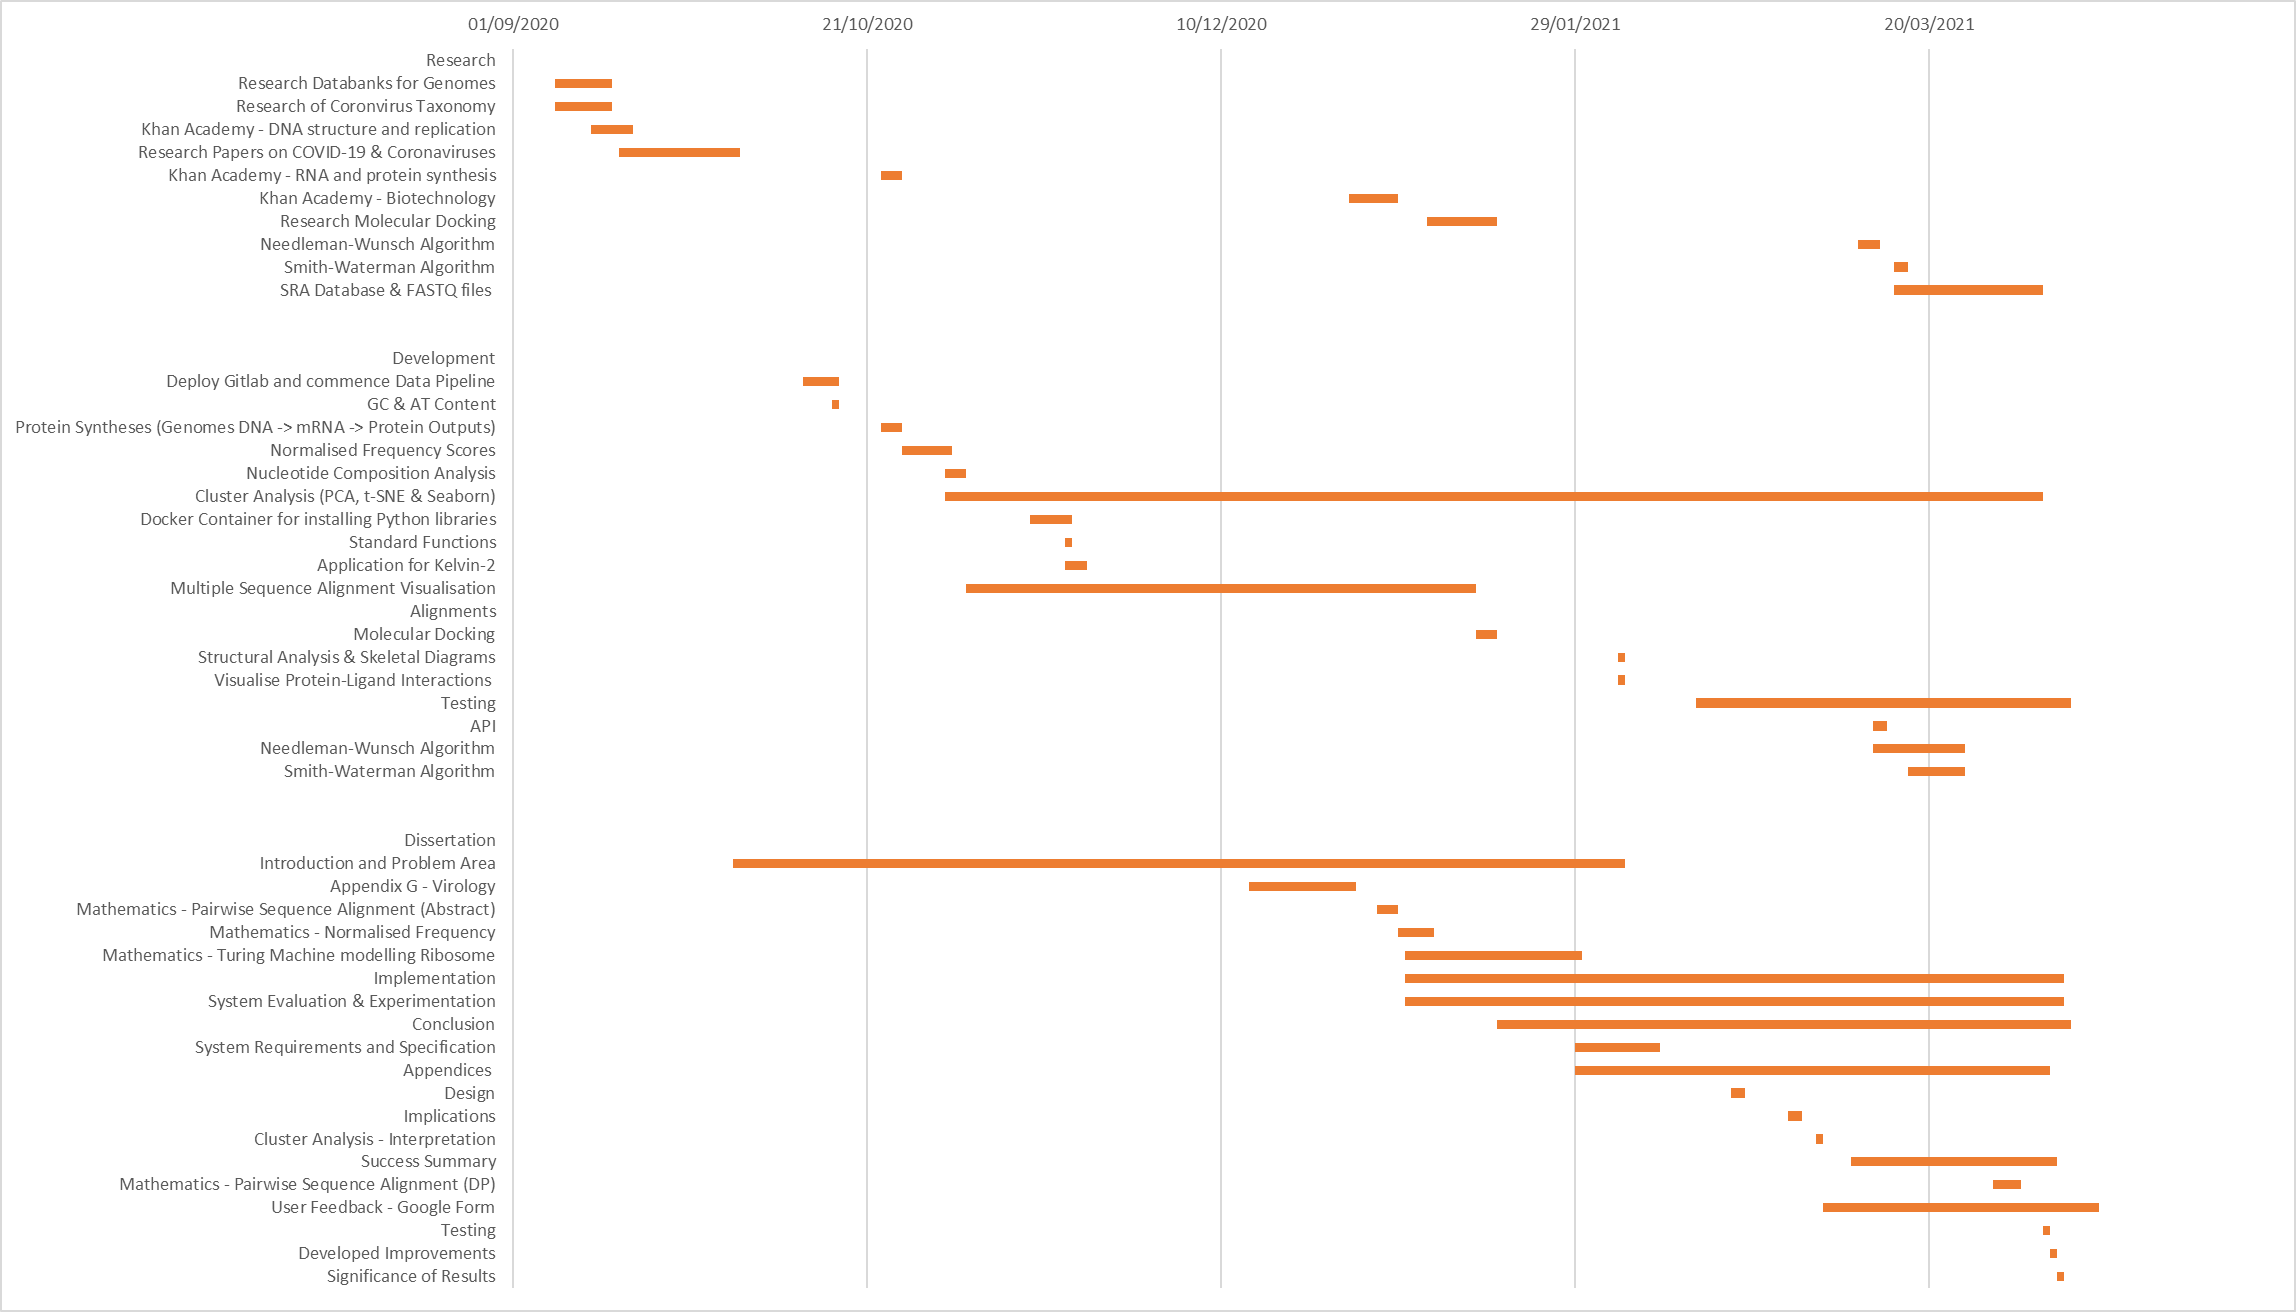 01/09/2020 21/10/2020 10/12/2020 29/01/2021 20/03/2021
Research
Research Databanks for Genomes
Research of Coronvirus Taxonomy
Khan Academy - DNA structure and replication
Research Papers on COVID-19 & Coronaviruses
Khan Academy - RNA and protein synthesis
Khan Academy - Biotechnology
Research Molecular Docking
Needleman-Wunsch Algorithm
Smith-Waterman Algorithm
SRA Database & FASTQ files
Development
Deploy Gitlab and commence Data Pipeline
GC & AT Content
Protein Syntheses (Genomes DNA -> mRNA -> Protein Outputs)
Normalised Frequency Scores
Nucleotide Composition Analysis
Cluster Analysis (PCA, t-SNE & Seaborn)
Docker Container for installing Python libraries
Standard Functions
Application for Kelvin-2
Multiple Sequence Alignment Visualisation
Alignments
Molecular Docking
Structural Analysis & Skeletal Diagrams
Visualise Protein-Ligand Interactions
Testing
API
Needleman-Wunsch Algorithm
Smith-Waterman Algorithm
Dissertation
Introduction and Problem Area
Appendix G - Virology
Mathematics - Pairwise Sequence Alignment (Abstract)
Mathematics - Normalised Frequency
Mathematics - Turing Machine modelling Ribosome
Implementation
System Evaluation & Experimentation
Conclusion
System Requirements and Specification
Appendices
Design
Implications
Cluster Analysis - Interpretation
Success Summary
Mathematics - Pairwise Sequence Alignment (DP)
User Feedback - Google Form
Testing
Developed Improvements
Significance of Results